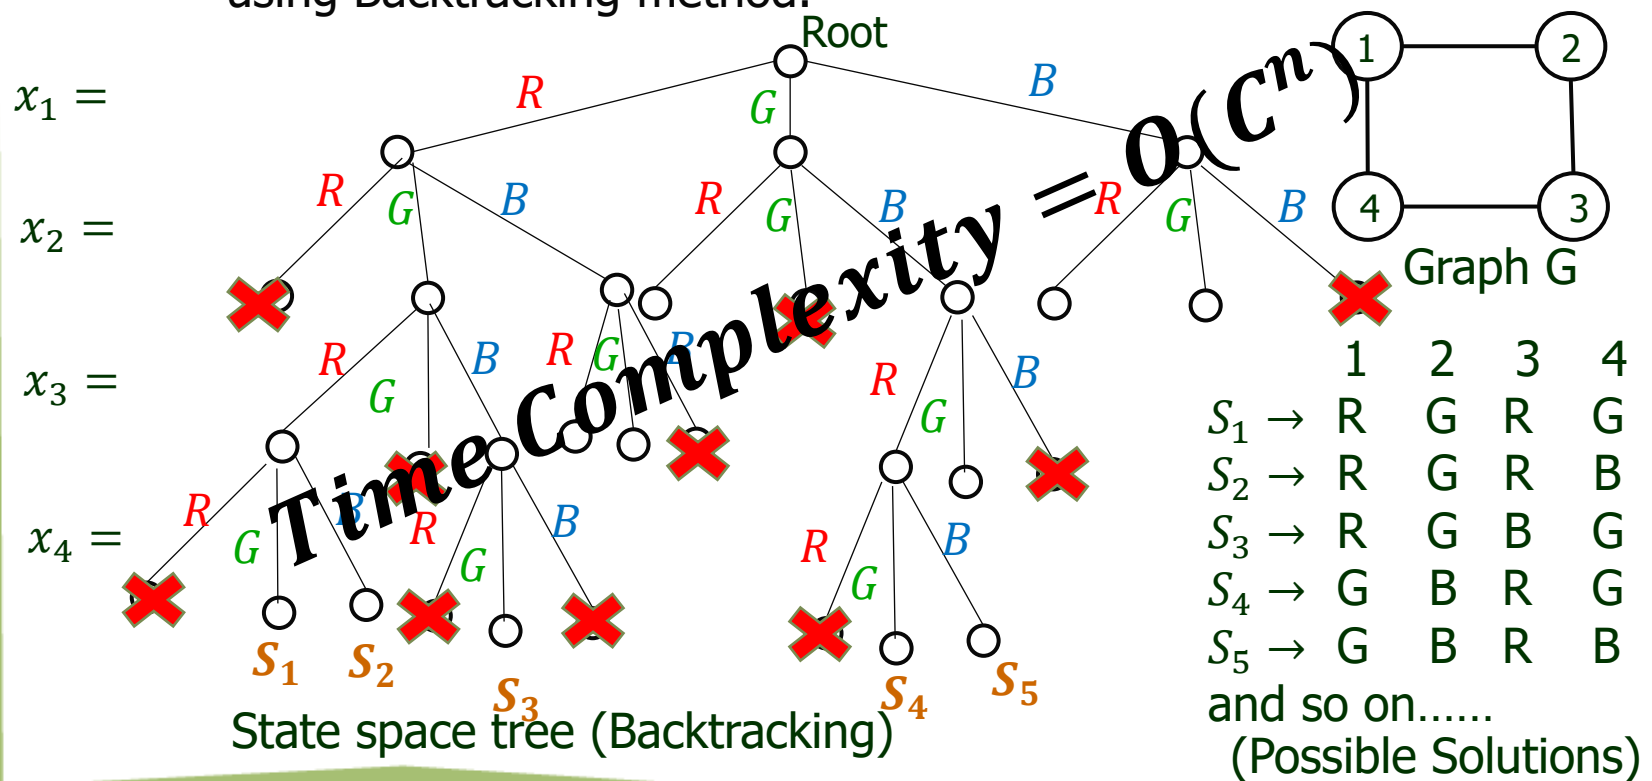 using Backtracking method.
Root
x₁ =
R G B
x₂ =
R G B R G B R G B
x₃ =
R G B R G B R G B
x₄ =
R G B R G B R G B
S₁ S₂ S₃ S₄ S₅
State space tree (Backtracking)
Time Complexity = O(Cⁿ)
1 2
4 3
Graph G
1 2 3 4
S₁ → R G R G
S₂ → R G R B
S₃ → R G B G
S₄ → G B R G
S₅ → G B R B
and so on......
(Possible Solutions)